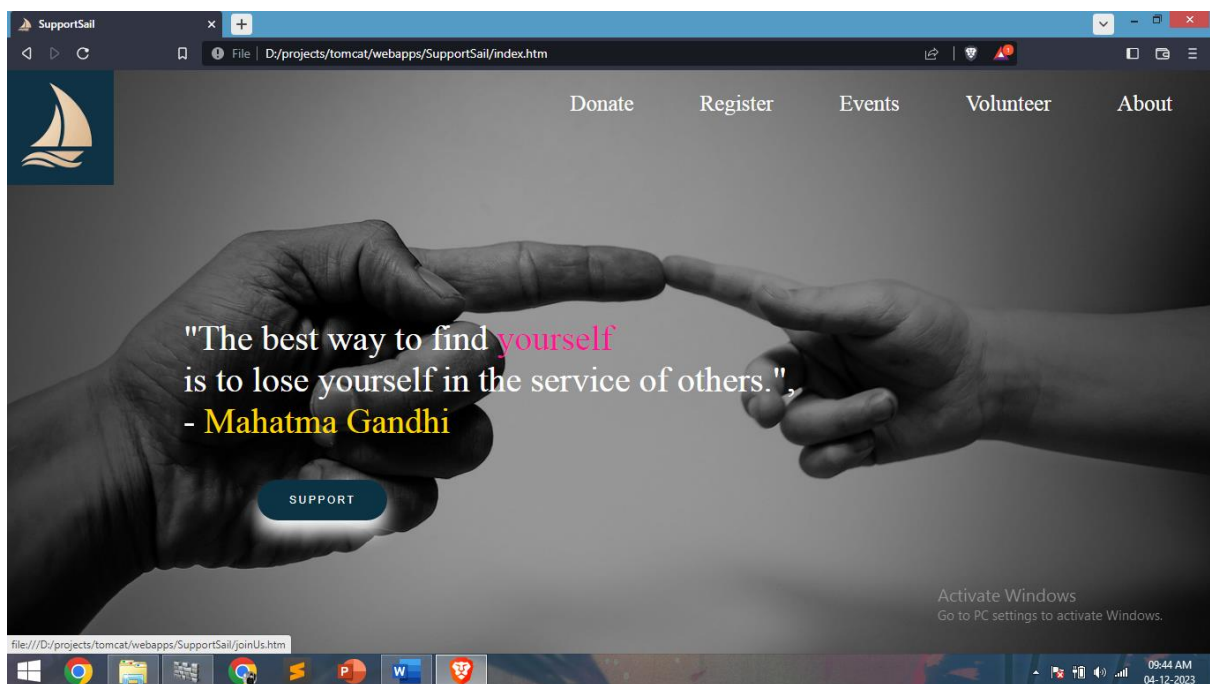 SupportSail
File D:/projects/tomcat/webapps/SupportSail/index.htm
Donate Register Events Volunteer About
"The best way to find yourself
is to lose yourself in the service of others.",
- Mahatma Gandhi
SUPPORT
Activate Windows
Go to PC settings to activate Windows.
file:///D:/projects/tomcat/webapps/SupportSail/joinUs.htm
09:44 AM
04-12-2023